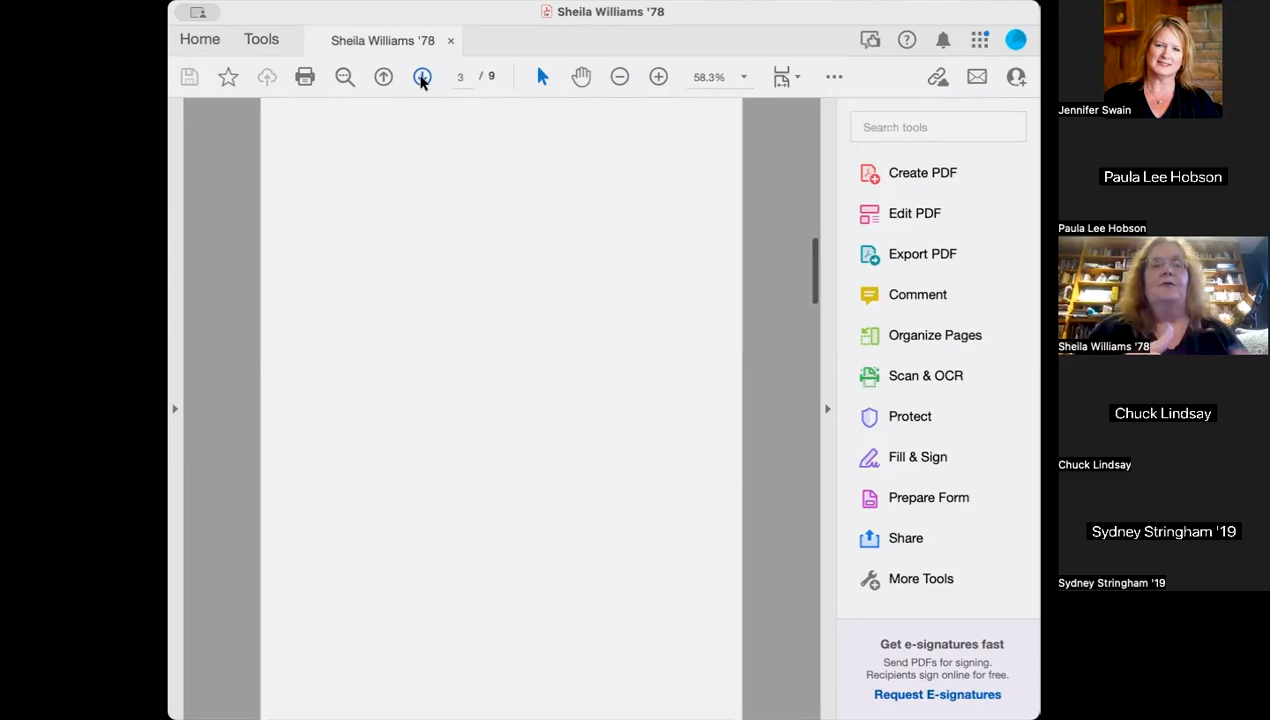 Sheila Williams '78
Home
Tools
Sheila Williams '78
3 / 9
58.3%
Search tools
Create PDF
Edit PDF
Export PDF
Comment
Organize Pages
Scan & OCR
Protect
Fill & Sign
Prepare Form
Share
More Tools
Get e-signatures fast
Send PDFs for signing.
Recipients sign online for free.
Request E-signatures
Jennifer Swain
Paula Lee Hobson
Paula Lee Hobson
Sheila Williams '78
Chuck Lindsay
Chuck Lindsay
Sydney Stringham '19
Sydney Stringham '19